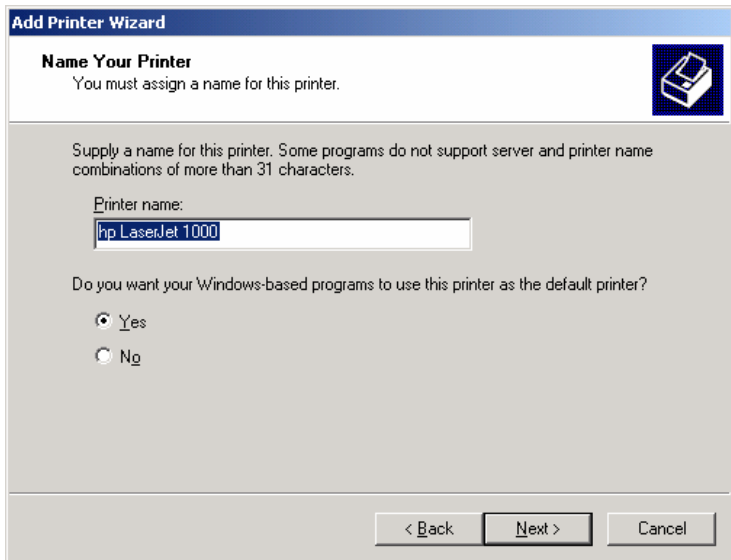 Add Printer Wizard
Name Your Printer
You must assign a name for this printer.
Supply a name for this printer. Some programs do not support server and printer name
combinations of more than 31 characters.
Printer name:
hp LaserJet 1000
Do you want your Windows-based programs to use this printer as the default printer?
Yes
No
< Back
Next >
Cancel